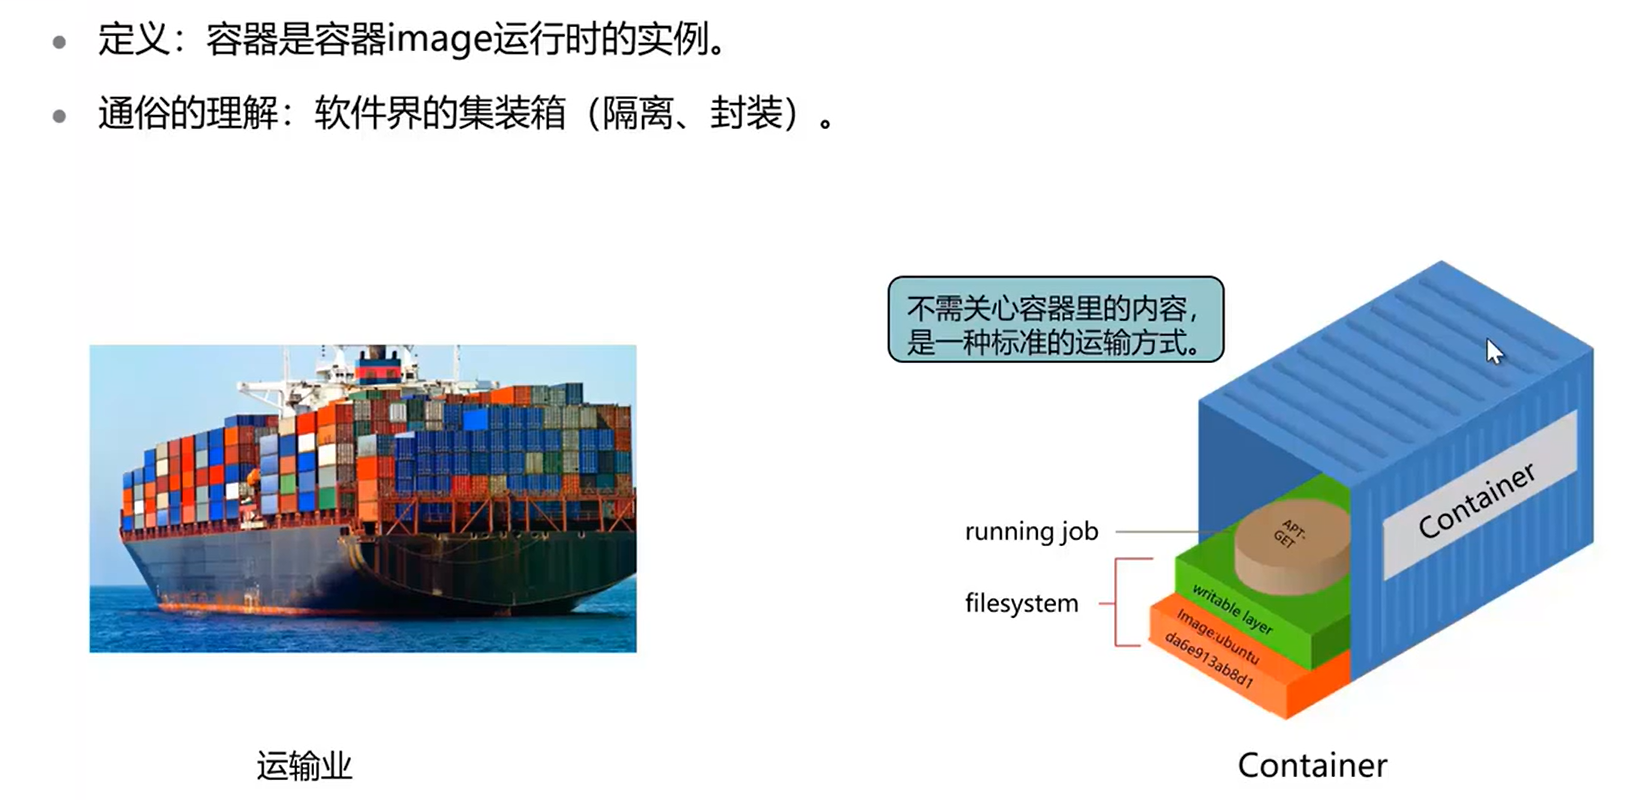 定义：容器是容器image运行时的实例。
通俗的理解：软件界的集装箱（隔离、封装）。
不需关心容器里的内容，
是一种标准的运输方式。
Container
running job
APT-
GET
filesystem
writable layer
Image:ubuntu
da6e913ab8d1
运输业
Container